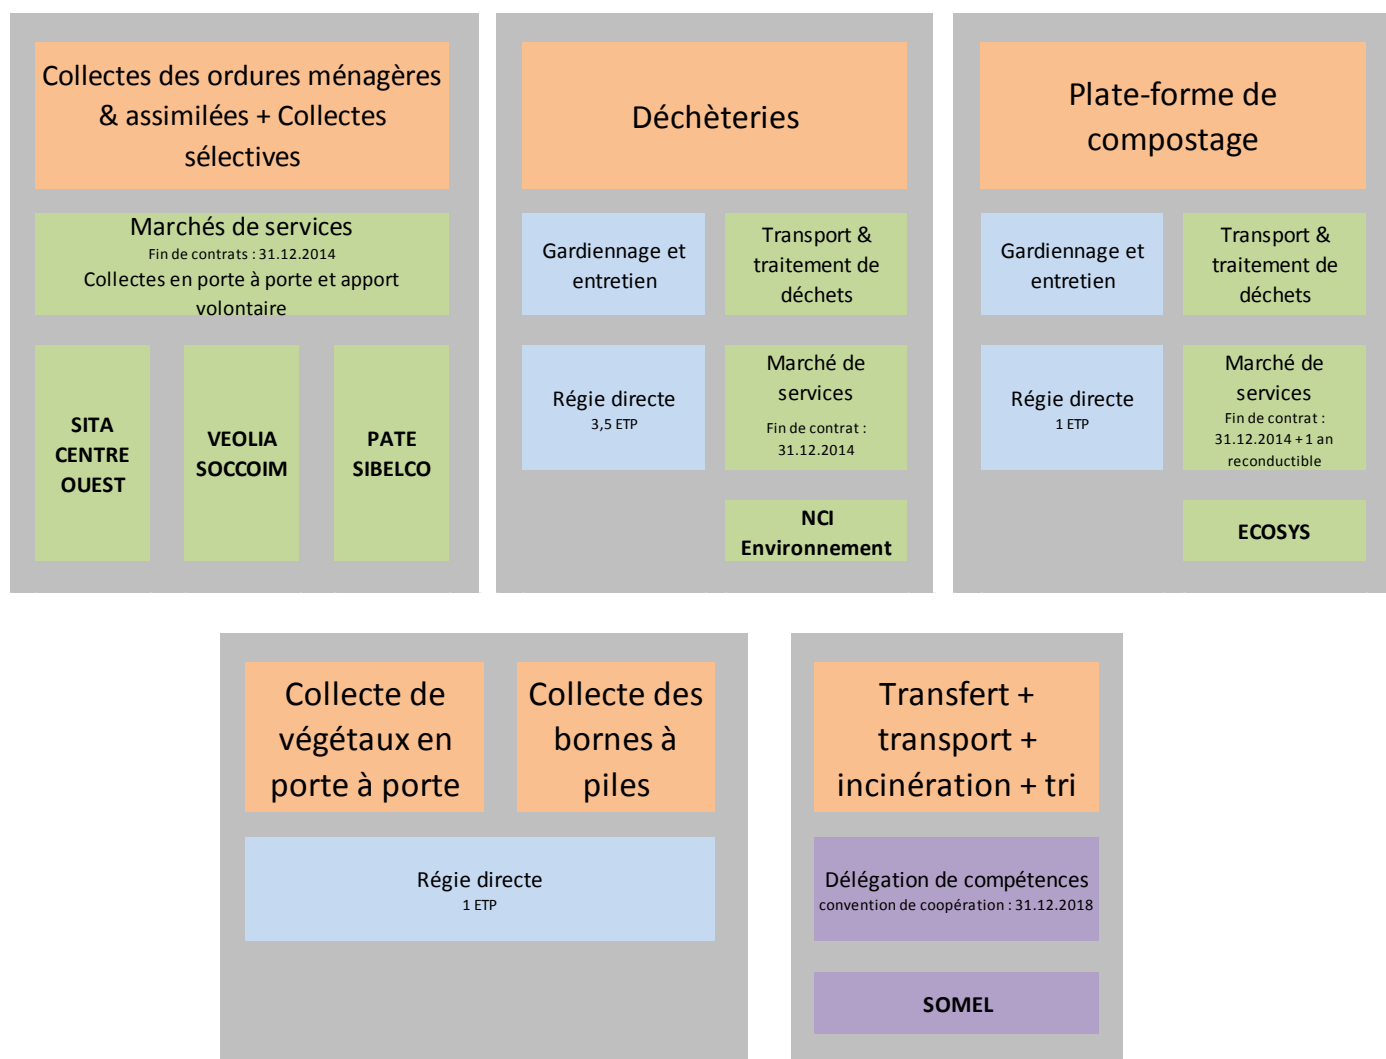 Collectes des ordures ménagères
& assimilées + Collectes
sélectives
Marchés de services
Fin de contrats : 31.12.2014
Collectes en porte à porte et apport
volontaire
SITA
CENTRE
OUEST
VEOLIA
SOCCOIM
PATE
SIBELCO
Déchèteries
Gardiennage et
entretien
Transport &
traitement de
déchets
Régie directe
3,5 ETP
Marché de
services
Fin de contrat :
31.12.2014
NCI
Environnement
Plate-forme de
compostage
Gardiennage et
entretien
Transport &
traitement de
déchets
Régie directe
1 ETP
Marché de
services
Fin de contrat :
31.12.2014 + 1 an
reconductible
ECOSYS
Collecte de
végétaux en
porte à porte
Collecte des
bornes à
piles
Régie directe
1 ETP
Transfert +
transport +
incinération + tri
Délégation de compétences
convention de coopération : 31.12.2018
SOMEL